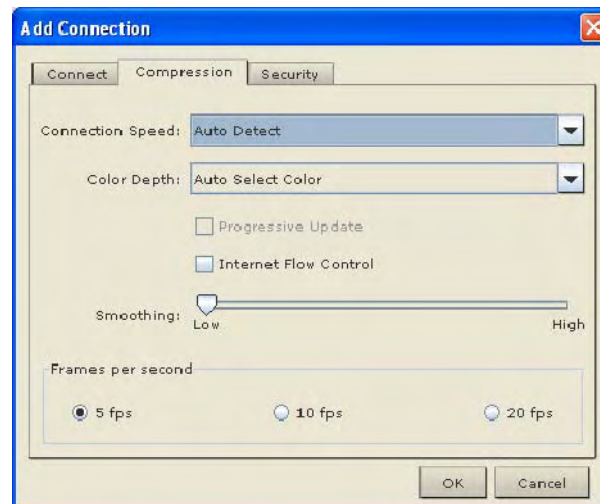 Add Connection
Connect Compression Security
Connection Speed: Auto Detect
Color Depth: Auto Select Color
Progressive Update
Internet Flow Control
Smoothing:
Low High
Frames per second
5 fps 10 fps 20 fps
OK Cancel